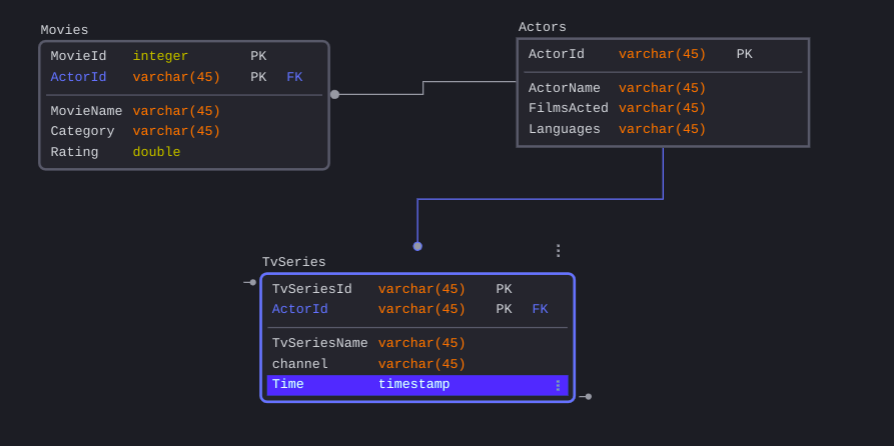 Movies
MovieId integer PK
ActorId varchar(45) PK FK
MovieName varchar(45)
Category varchar(45)
Rating double
Actors
ActorId varchar(45) PK
ActorName varchar(45)
FilmsActed varchar(45)
Languages varchar(45)
TvSeries
TvSeriesId varchar(45) PK
ActorId varchar(45) PK FK
TvSeriesName varchar(45)
channel varchar(45)
Time timestamp